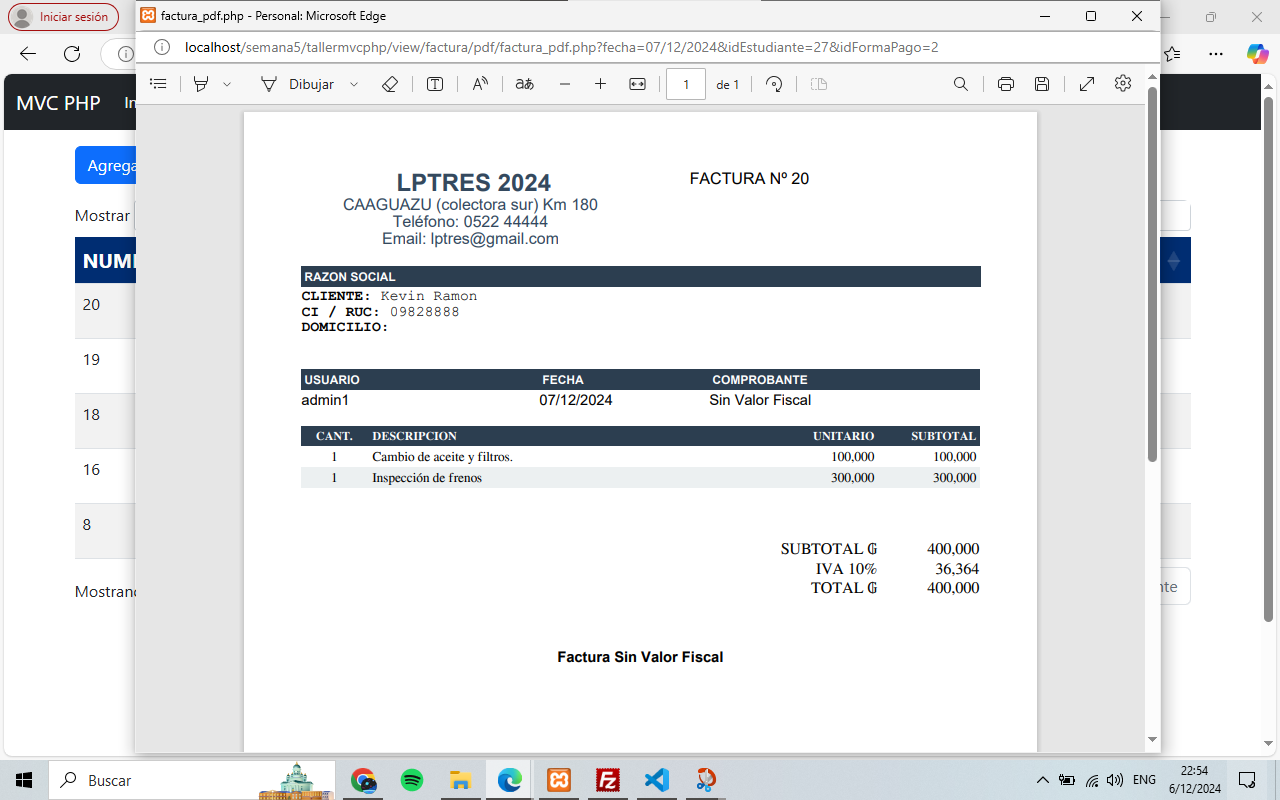 Iniciar sesión
factura_pdf.php - Personal: Microsoft Edge
localhost/semana5/tallermvcphp/view/factura/pdf/factura_pdf.php?fecha=07/12/2024&idEstudiante=27&idFormaPago=2
Dibujar
1 de 1
MVC PHP
In
Agrega
Mostrar
NUM
20
19
18
16
8
Mostrand
nte
LPTRES 2024
FACTURA Nº 20
CAAGUAZU (colectora sur) Km 180
Teléfono: 0522 44444
Email: lptres@gmail.com
RAZON SOCIAL
CLIENTE: Kevin Ramon
CI / RUC: 09828888
DOMICILIO:
USUARIO FECHA COMPROBANTE
admin1 07/12/2024 Sin Valor Fiscal
CANT. DESCRIPCION UNITARIO SUBTOTAL
1 Cambio de aceite y filtros. 100,000 100,000
1 Inspección de frenos 300,000 300,000
SUBTOTAL ₲ 400,000
IVA 10% 36,364
TOTAL ₲ 400,000
Factura Sin Valor Fiscal
Buscar
ENG
22:54
6/12/2024